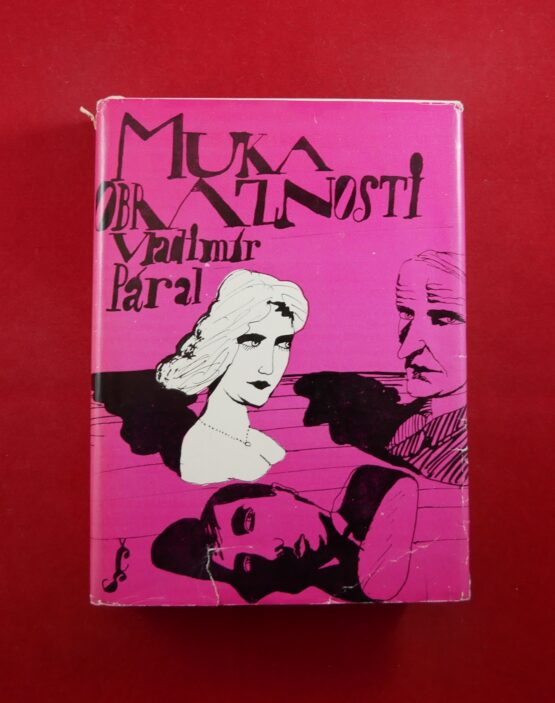 MUKA
OBRAZNOSTI
Vladimír
Páral